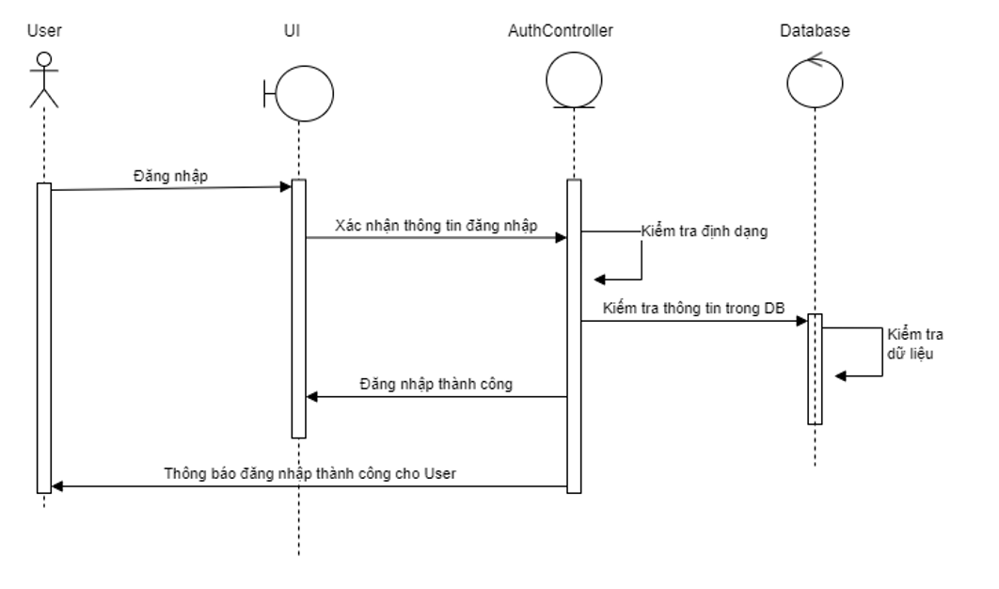 User
UI
AuthController
Database
Đăng nhập
Xác nhận thông tin đăng nhập
Kiểm tra định dạng
Kiểm tra thông tin trong DB
Kiểm tra
dữ liệu
Đăng nhập thành công
Thông báo đăng nhập thành công cho User